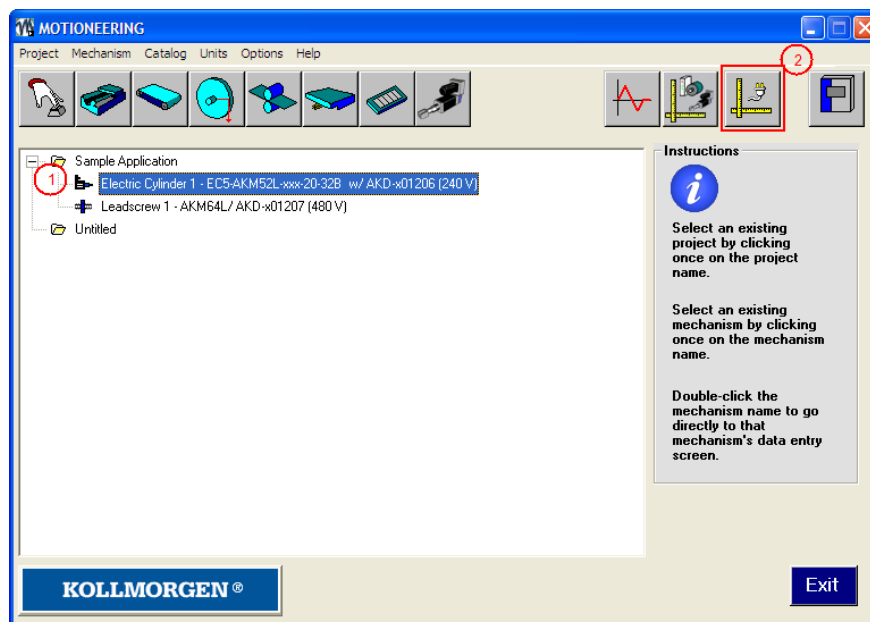 MOTIONEERING
Project Mechanism Catalog Units Options Help
2
Sample Application
1
Electric Cylinder 1 - EC5-AKM52L-xxx-20-32B w/ AKD-x01206 (240 V)
Leadscrew 1 - AKM64L/ AKD-x01207 (480 V)
Untitled
Instructions
i
Select an existing
project by clicking
once on the project
name.
Select an existing
mechanism by clicking
once on the mechanism
name.
Double-click the
mechanism name to go
directly to that
mechanism's data entry
screen.
KOLLMORGEN ®
Exit